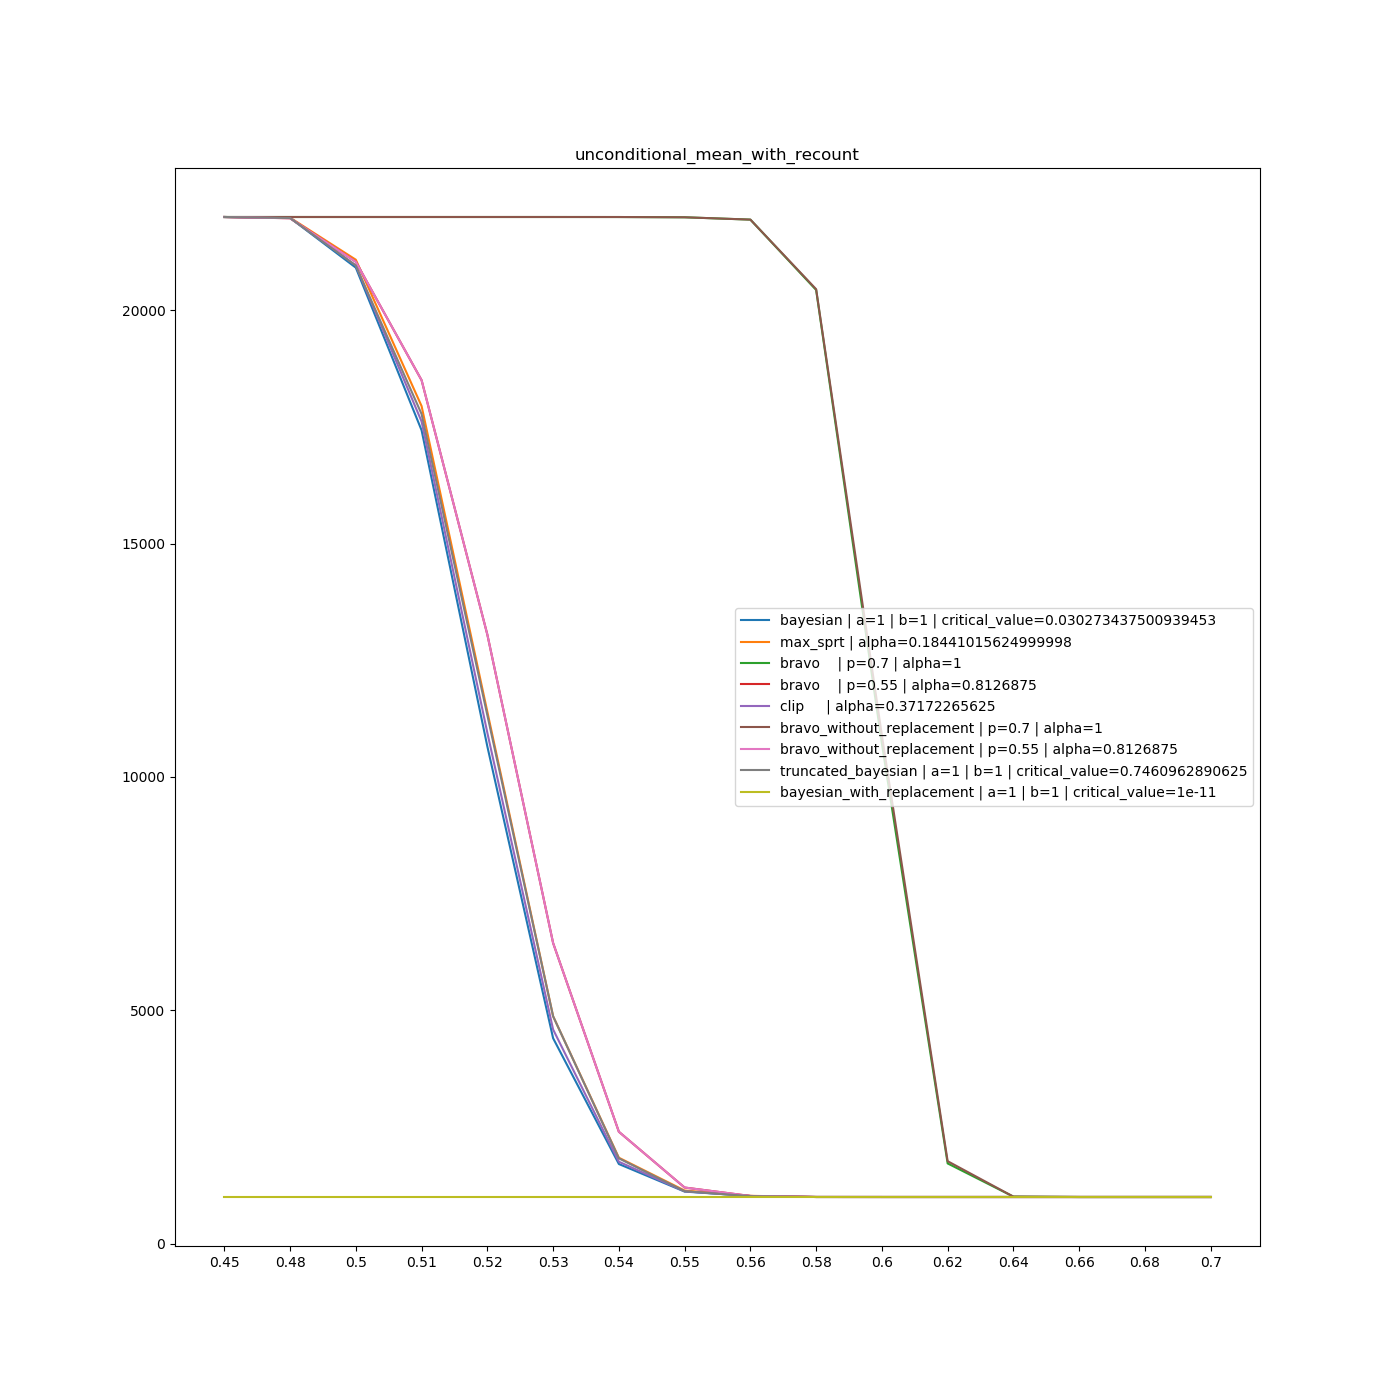 unconditional_mean_with_recount
20000
15000
10000
5000
0
bayesian | a=1 | b=1 | critical_value=0.030273437500939453
max_sprt | alpha=0.18441015624999998
bravo    | p=0.7 | alpha=1
bravo    | p=0.55 | alpha=0.8126875
clip     | alpha=0.37172265625
bravo_without_replacement | p=0.7 | alpha=1
bravo_without_replacement | p=0.55 | alpha=0.8126875
truncated_bayesian | a=1 | b=1 | critical_value=0.7460962890625
bayesian_with_replacement | a=1 | b=1 | critical_value=1e-11
0.45 0.48 0.5 0.51 0.52 0.53 0.54 0.55 0.56 0.58 0.6 0.62 0.64 0.66 0.68 0.7